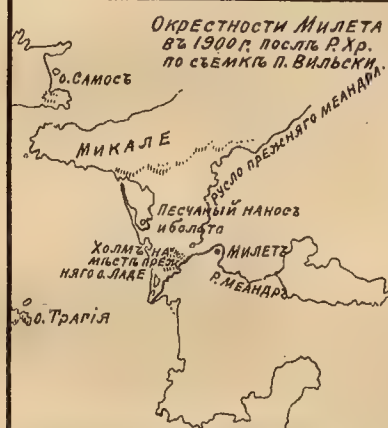 Окрестности Милета
въ 1900 г. послѣ Р. Хр.
по съемкѣ П. Вильски.
о. Самосъ
Микале
Русло прежняго Меандра.
Песчаный наносъ
и болота
Холмъ на
мѣстѣ преж
няго о. Ладе
Милетъ
Р. Меандръ
о. Трагія